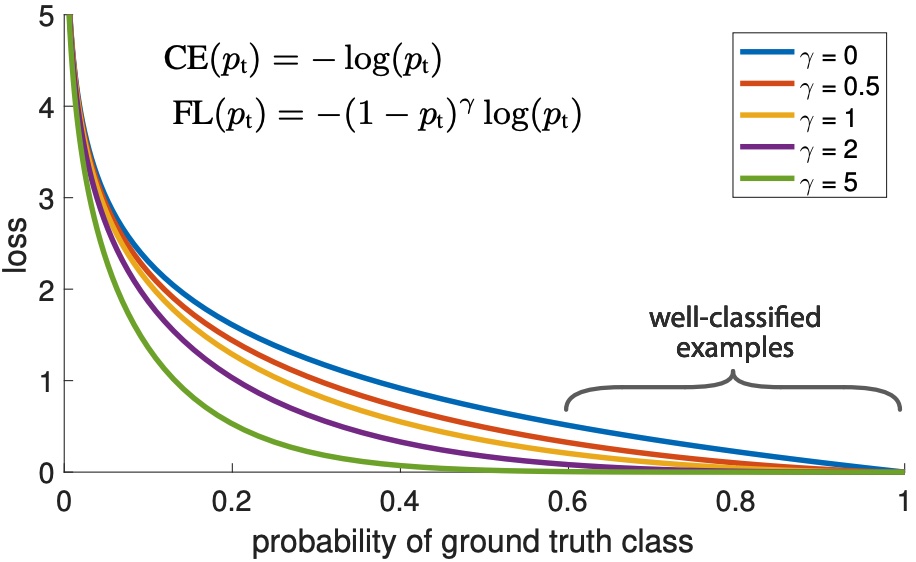 CE(pₜ) = − log(pₜ)
FL(pₜ) = −(1 − pₜ)^γ log(pₜ)
γ = 0
γ = 0.5
γ = 1
γ = 2
γ = 5
well-classified
examples
loss
5
4
3
2
1
0
0 0.2 0.4 0.6 0.8 1
probability of ground truth class